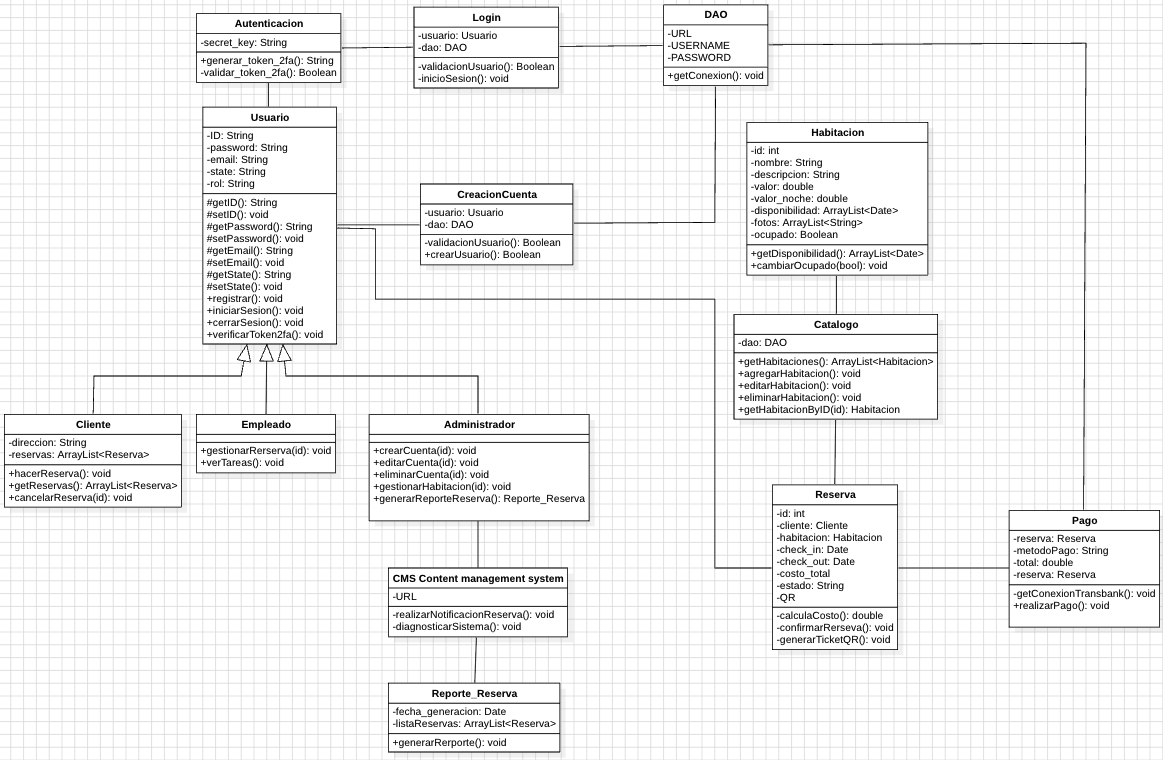 Autenticacion
-secret_key: String
+generar_token_2fa(): String
-validar_token_2fa(): Boolean
Login
-usuario: Usuario
-dao: DAO
-validacionUsuario(): Boolean
-inicioSesion(): void
DAO
-URL
-USERNAME
-PASSWORD
+getConexion(): void
Usuario
-ID: String
-password: String
-email: String
-state: String
-rol: String
#getID(): String
#setID(): void
#getPassword(): String
#setPassword(): void
#getEmail(): String
#setEmail(): void
#getState(): String
#setState(): void
+registrar(): void
+iniciarSesion(): void
+cerrarSesion(): void
+verificarToken2fa(): void
CreacionCuenta
-usuario: Usuario
-dao: DAO
-validacionUsuario(): Boolean
+crearUsuario(): Boolean
Habitacion
-id: int
-nombre: String
-descripcion: String
-valor: double
-valor_noche: double
-disponibilidad: ArrayList<Date>
-fotos: ArrayList<String>
-ocupado: Boolean
+getDisponibilidad(): ArrayList<Date>
+cambiarOcupado(bool): void
Catalogo
-dao: DAO
+getHabitaciones(): ArrayList<Habitacion>
+agregarHabitacion(): void
+editarHabitacion(): void
+eliminarHabitacion(): void
+getHabitacionByID(id): Habitacion
Cliente
-direccion: String
-reservas: ArrayList<Reserva>
+hacerReserva(): void
+getReservas(): ArrayList<Reserva>
+cancelarReserva(id): void
Empleado
+gestionarRerserva(id): void
+verTareas(): void
Administrador
+crearCuenta(id): void
+editarCuenta(id): void
+eliminarCuenta(id): void
+gestionarHabitacion(id): void
+generarReporteReserva(): Reporte_Reserva
Reserva
-id: int
-cliente: Cliente
-habitacion: Habitacion
-check_in: Date
-check_out: Date
-costo_total
-estado: String
-QR
-calculaCosto(): double
-confirmarRerseva(): void
-generarTicketQR(): void
Pago
-reserva: Reserva
-metodoPago: String
-total: double
-reserva: Reserva
-getConexionTransbank(): void
+realizarPago(): void
CMS Content management system
-URL
-realizarNotificacionReserva(): void
-diagnosticarSistema(): void
Reporte_Reserva
-fecha_generacion: Date
-listaReservas: ArrayList<Reserva>
+generarRerporte(): void